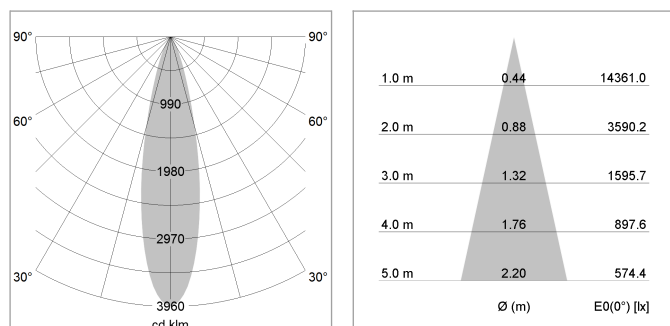 90° 90°
990
60° 60°
1980
2970
30° 30°
3960
cd klm
1.0 m 0.44 14361.0
2.0 m 0.88 3590.2
3.0 m 1.32 1595.7
4.0 m 1.76 897.6
5.0 m 2.20 574.4
Ø (m) E0(0°) [lx]